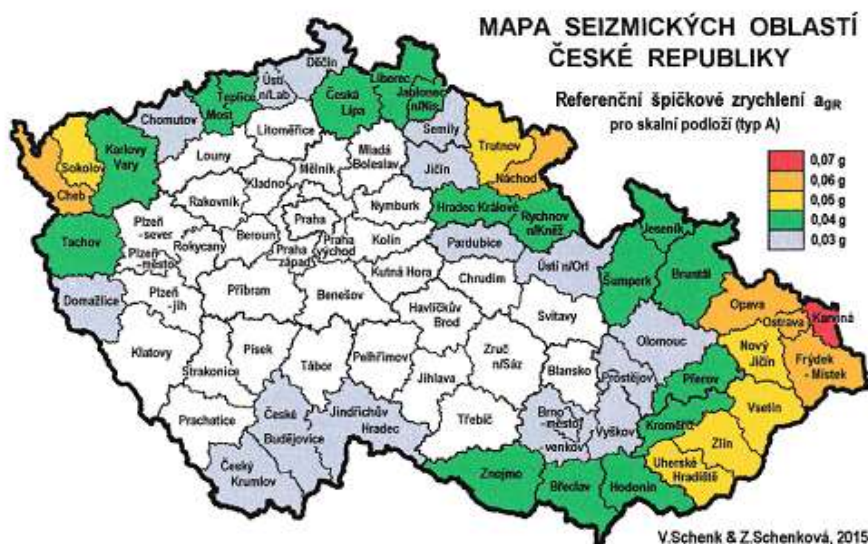 MAPA SEIZMICKÝCH OBLASTÍ
ČESKÉ REPUBLIKY
Referenční špičkové zrychlení agR
pro skalní podloží (typ A)
0,07 g
0,06 g
0,05 g
0,04 g
0,03 g
Děčín
Ústí
n/Lab
Teplice
Most
Chomutov
Česká
Lípa
Liberec
Jablonec
n/Nis
Semily
Trutnov
Náchod
Karlovy
Vary
Sokolov
Cheb
Litoměřice
Louny
Mělník
Mladá
Boleslav
Jičín
Kladno
Rakovník
Nymburk
Hradec Králové
Rychnov
n/Kněž
Jeseník
Tachov
Plzeň
-sever
Plzeň
-město
Rokycany
Beroun
Praha
Praha
západ
Praha
východ
Kolín
Pardubice
Ústí n/Orl
Šumperk
Bruntál
Kutná Hora
Chrudim
Domažlice
Plzeň
-jih
Příbram
Benešov
Havlíčkův
Brod
Svitavy
Opava
Ostrava
Karviná
Olomouc
Nový
Jičín
Frýdek
- Místek
Klatovy
Strakonice
Písek
Tábor
Pelhřimov
Jihlava
Zruč
n/Sáz
Blansko
Prostějov
Přerov
Vsetín
Prachatice
České
Budějovice
Jindřichův
Hradec
Třebíč
Brno
-město
-venkov
Vyškov
Kroměříž
Zlín
Uherské
Hradiště
Český
Krumlov
Znojmo
Břeclav
Hodonín
V.Schenk & Z.Schenková, 2015